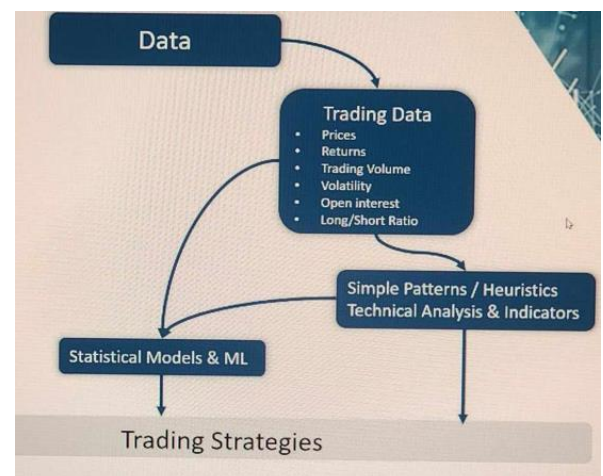 Data
Trading Data
• Prices
• Returns
• Trading Volume
• Volatility
• Open interest
• Long/Short Ratio
Simple Patterns / Heuristics
Technical Analysis & Indicators
Statistical Models & ML
Trading Strategies